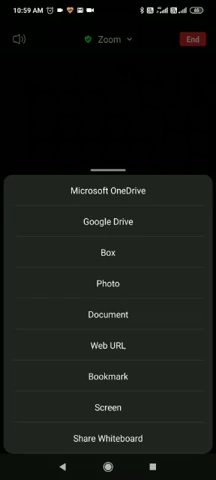 10:59 AM
Zoom
End
Microsoft OneDrive
Google Drive
Box
Photo
Document
Web URL
Bookmark
Screen
Share Whiteboard